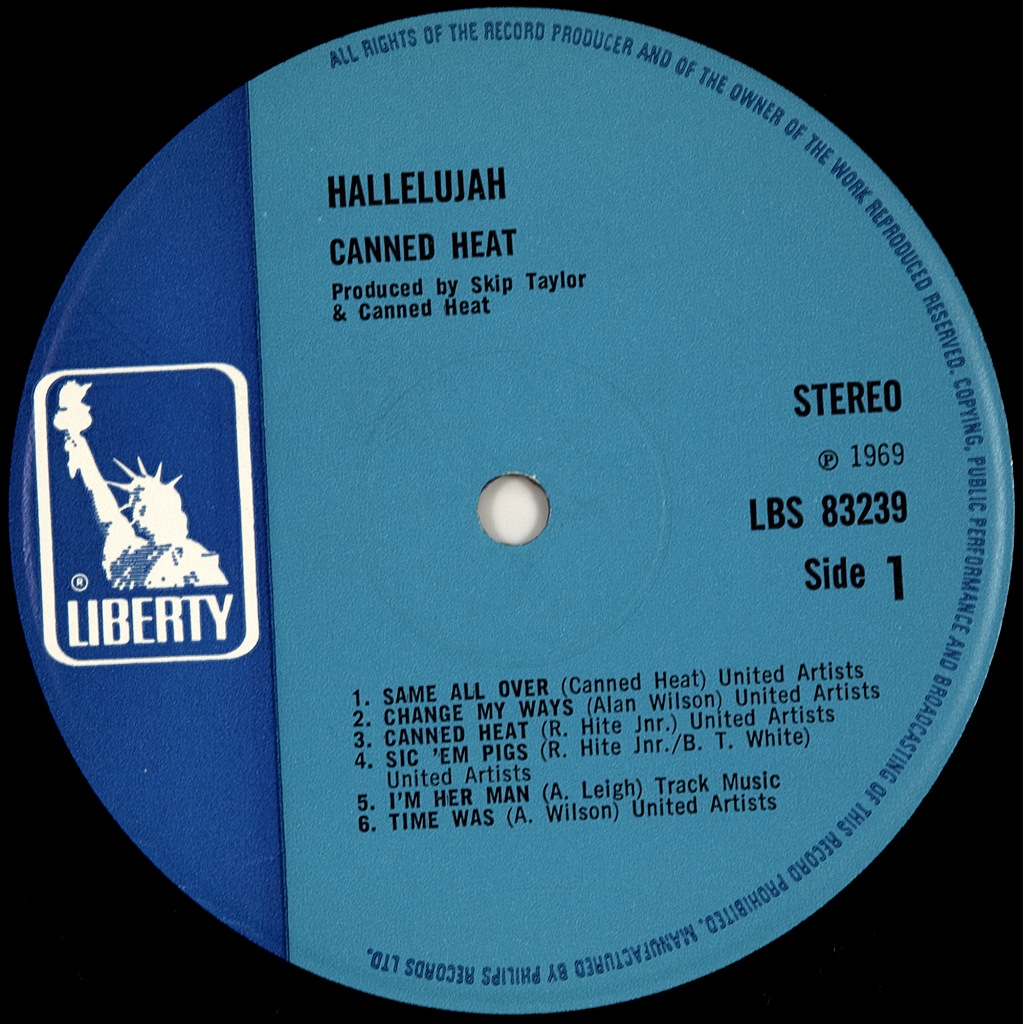 ALL RIGHTS OF THE RECORD PRODUCER AND OF THE OWNER OF THE WORK REPRODUCED RESERVED. COPYING, PUBLIC PERFORMANCE AND BROADCASTING OF THIS RECORD PROHIBITED. MANUFACTURED BY PHILIPS RECORDS LTD.
HALLELUJAH
CANNED HEAT
Produced by Skip Taylor
& Canned Heat
STEREO
℗ 1969
LBS 83239
Side 1
®
LIBERTY
1. SAME ALL OVER (Canned Heat) United Artists
2. CHANGE MY WAYS (Alan Wilson) United Artists
3. CANNED HEAT (R. Hite Jnr.) United Artists
4. SIC 'EM PIGS (R. Hite Jnr./B. T. White)
United Artists
5. I'M HER MAN (A. Leigh) Track Music
6. TIME WAS (A. Wilson) United Artists